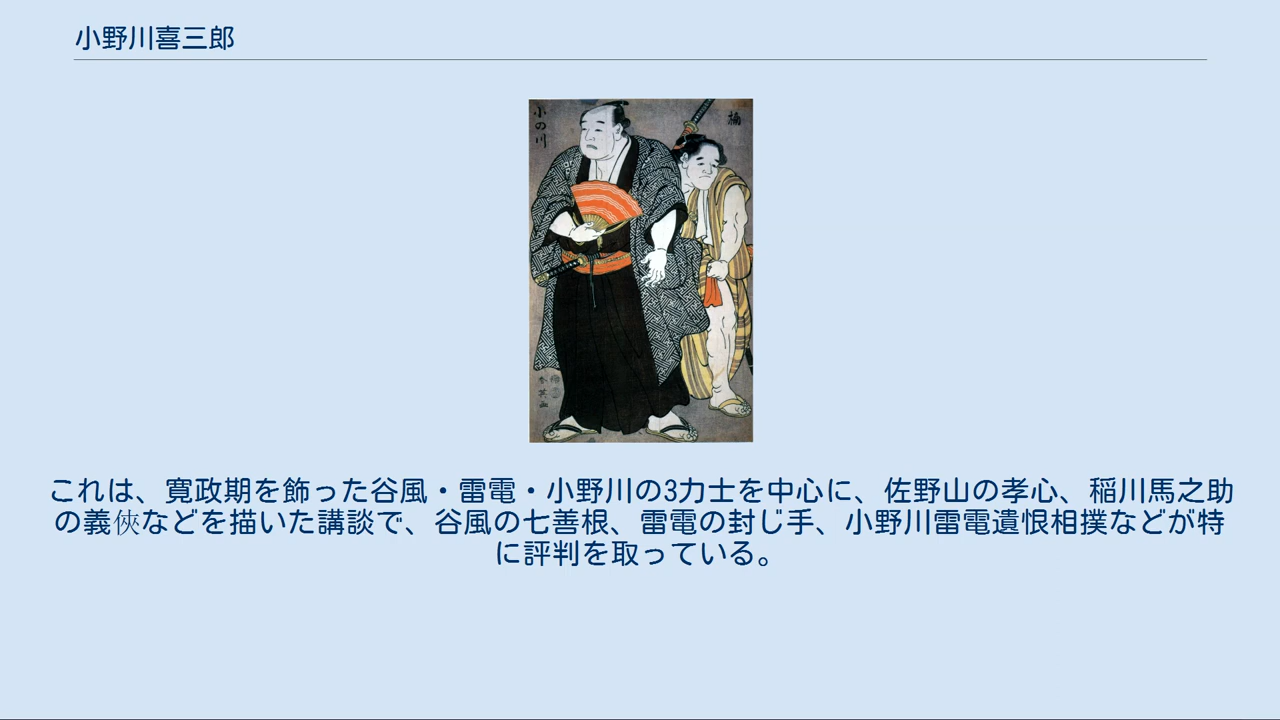 小野川喜三郎
小の川
春英画
これは、寛政期を飾った谷風・雷電・小野川の3力士を中心に、佐野山の孝心、稲川馬之助
の義俠などを描いた講談で、谷風の七善根、雷電の封じ手、小野川雷電遺恨相撲などが特
に評判を取っている。